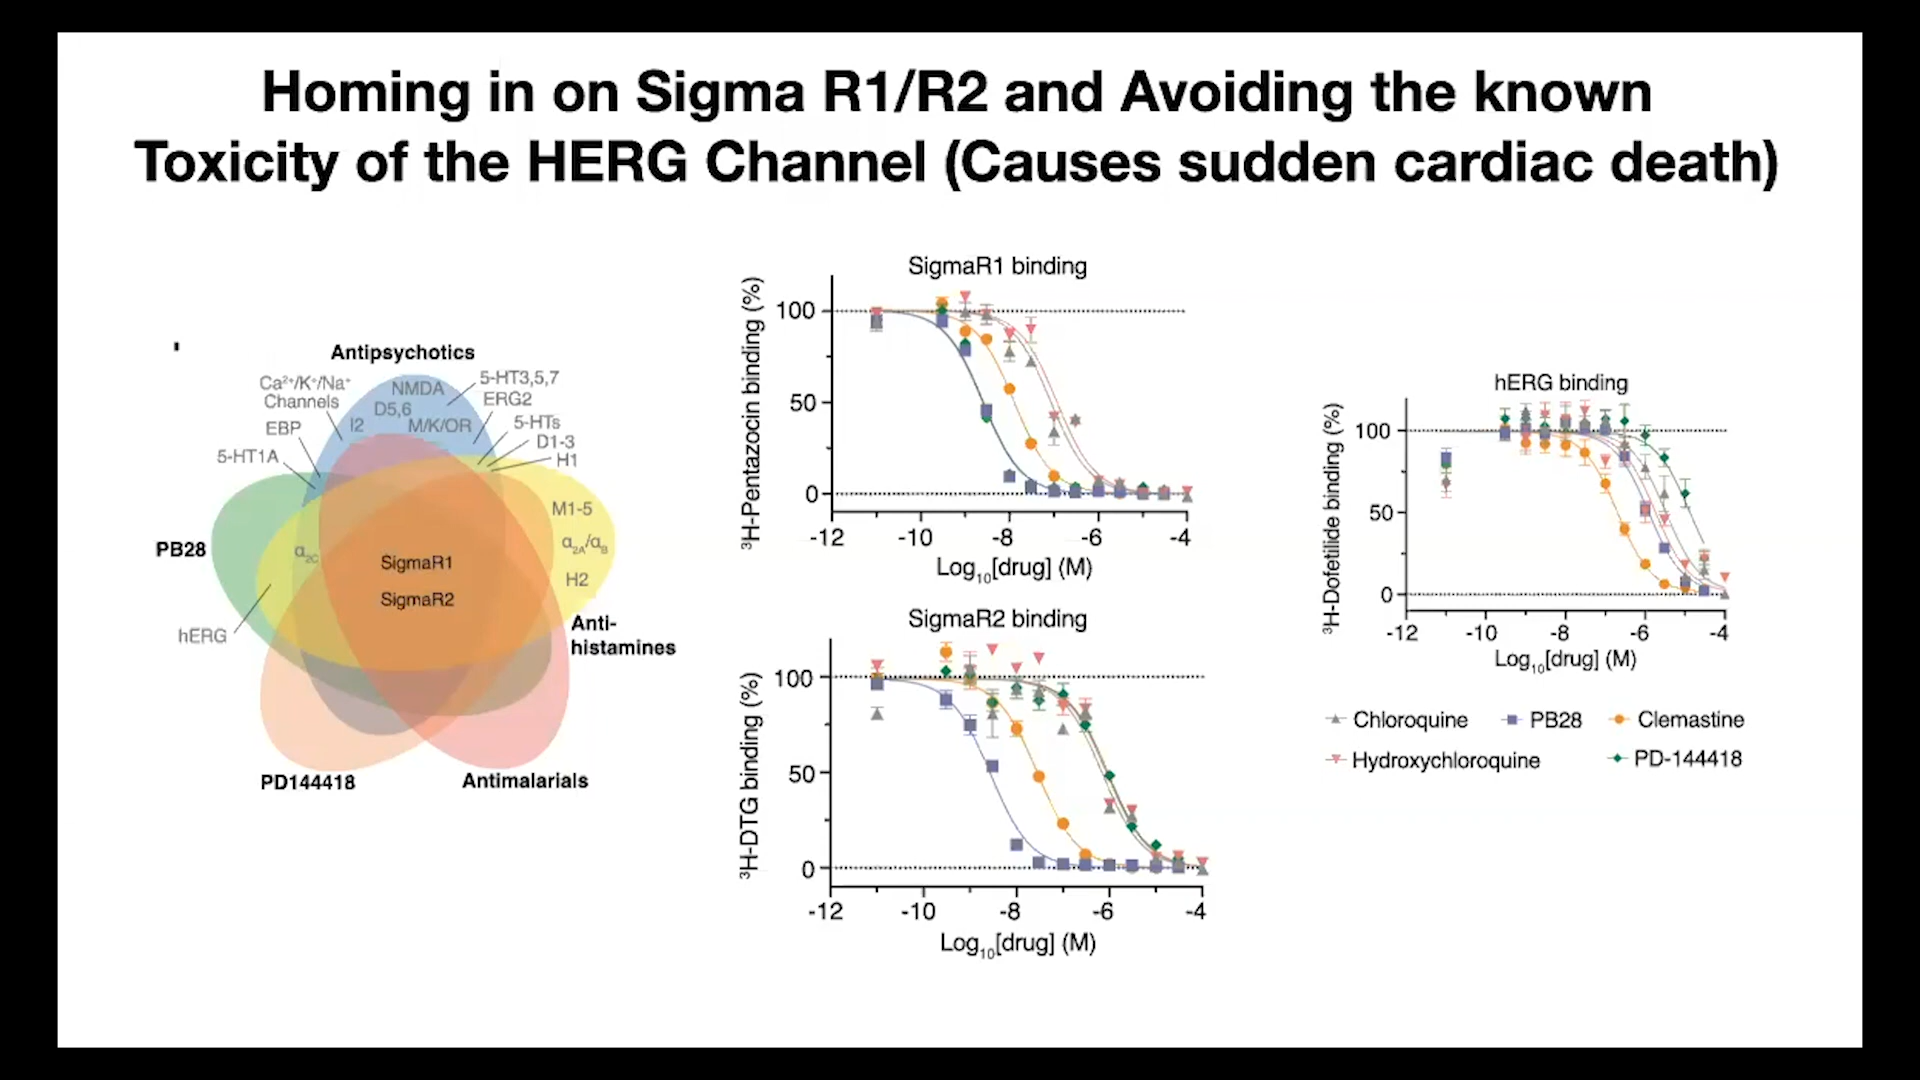 Homing in on Sigma R1/R2 and Avoiding the known
Toxicity of the HERG Channel (Causes sudden cardiac death)
Antipsychotics
Ca²⁺/K⁺/Na⁺
Channels
NMDA
5-HT3,5,7
D5,6
ERG2
I2
M/K/OR
EBP
5-HTs
D1-3
5-HT1A
H1
M1-5
PB28
α2C
α2A/αB
SigmaR1
H2
SigmaR2
hERG
Anti-
histamines
PD144418
Antimalarials
SigmaR1 binding
³H-Pentazocin binding (%)
100
50
0
-12 -10 -8 -6 -4
Log10[drug] (M)
SigmaR2 binding
³H-DTG binding (%)
100
50
0
-12 -10 -8 -6 -4
Log10[drug] (M)
hERG binding
³H-Dofetilide binding (%)
100
50
0
-12 -10 -8 -6 -4
Log10[drug] (M)
Chloroquine PB28 Clemastine
Hydroxychloroquine PD-144418